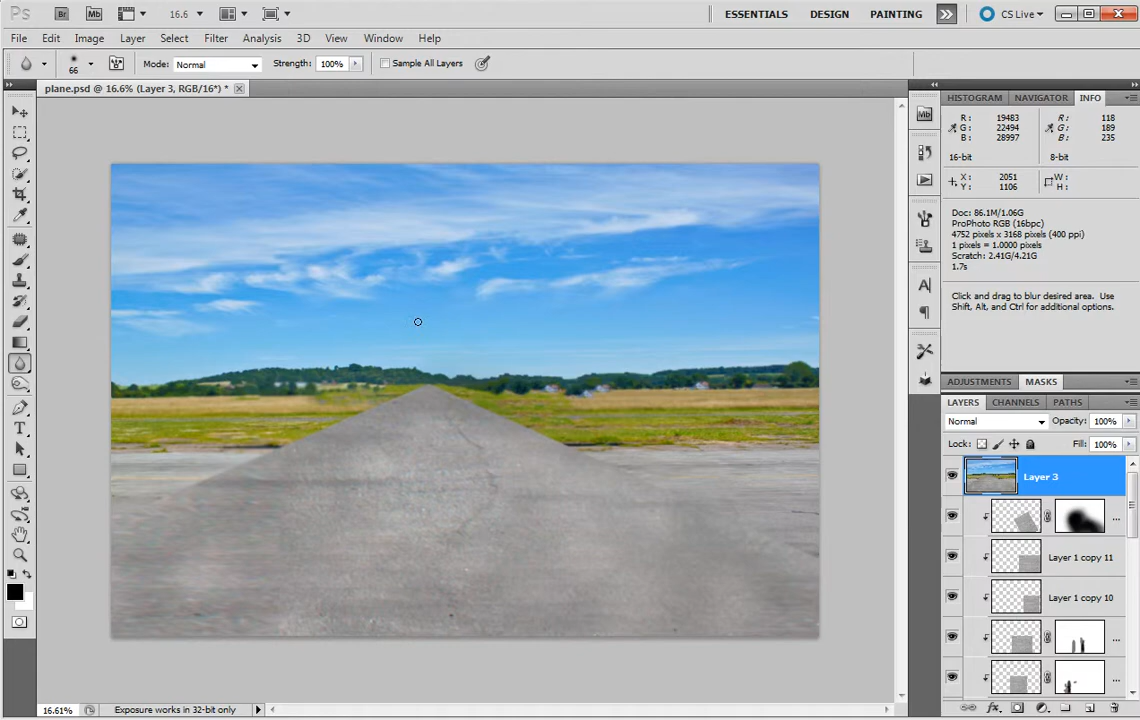 Ps Br Mb 16.6 ESSENTIALS DESIGN PAINTING CS Live
File Edit Image Layer Select Filter Analysis 3D View Window Help
66 Mode: Normal Strength: 100% Sample All Layers
plane.psd @ 16.6% (Layer 3, RGB/16*) *
HISTOGRAM NAVIGATOR INFO
Mb
R: 19483 R: 118
G: 22494 G: 189
B: 28997 B: 235
16-bit 8-bit
X: 2051 W:
Y: 1106 H:
Doc: 86.1M/1.06G
ProPhoto RGB (16bpc)
4752 pixels x 3168 pixels (400 ppi)
1 pixels = 1.0000 pixels
Scratch: 2.41G/4.21G
1.7s
Click and drag to blur desired area. Use
Shift, Alt, and Ctrl for additional options.
ADJUSTMENTS MASKS
LAYERS CHANNELS PATHS
Normal Opacity: 100%
Lock: Fill: 100%
Layer 3
...
Layer 1 copy 11
Layer 1 copy 10
...
...
T
A
fx
16.61% Exposure works in 32-bit only